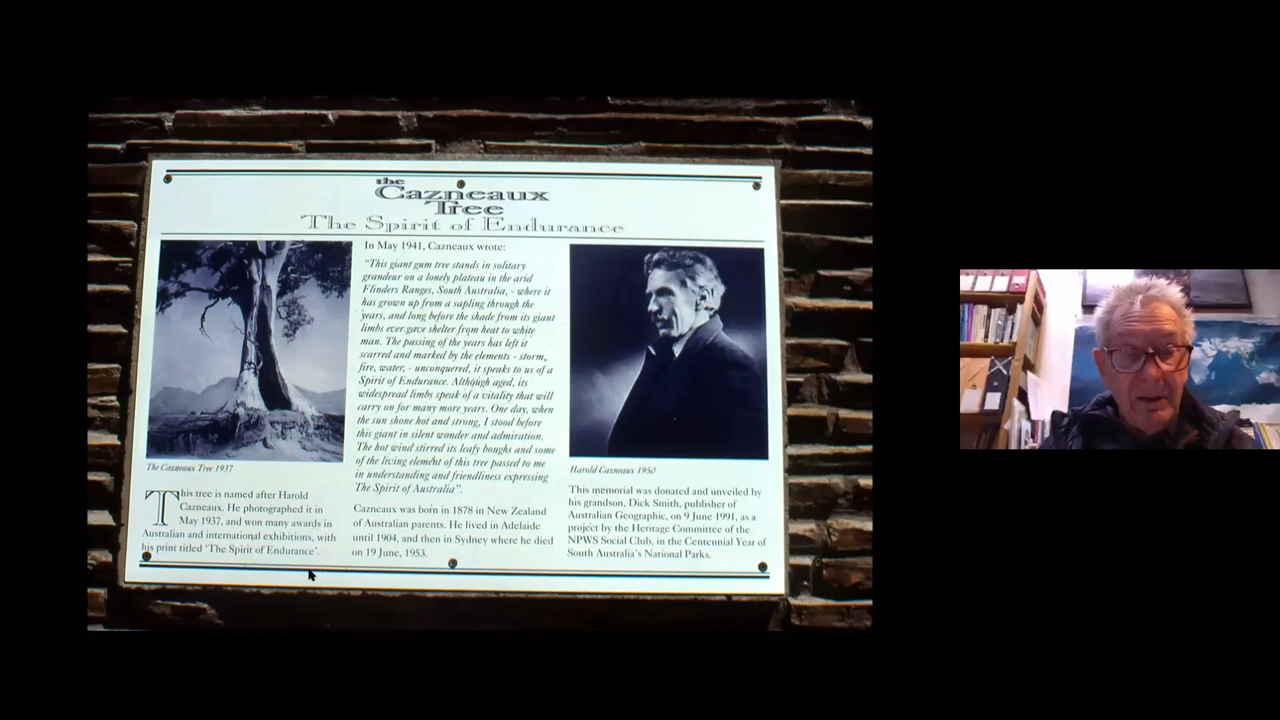 the
Cazneaux
Tree
The Spirit of Endurance
In May 1941, Cazneaux wrote:
"This giant gum tree stands in solitary
grandeur on a lonely plateau in the arid
Flinders Ranges, South Australia, - where it
has grown up from a sapling through the
years, and long before the shade from its giant
limbs ever gave shelter from heat to white
man. The passing of the years has left it
scarred and marked by the elements - storm,
fire, water, - unconquered, it speaks to us of a
Spirit of Endurance. Although aged, its
widespread limbs speak of a vitality that will
carry on for many more years. One day, when
the sun shone hot and strong, I stood before
this giant in silent wonder and admiration.
The hot wind stirred its leafy boughs and some
of the living element of this tree passed to me
in understanding and friendliness expressing
The Spirit of Australia".
The Cazneaux Tree 1937
This tree is named after Harold
Cazneaux. He photographed it in
May 1937, and won many awards in
Australian and international exhibitions, with
his print titled 'The Spirit of Endurance'.
Cazneaux was born in 1878 in New Zealand
of Australian parents. He lived in Adelaide
until 1904, and then in Sydney where he died
on 19 June, 1953.
Harold Cazneaux 1950
This memorial was donated and unveiled by
his grandson, Dick Smith, publisher of
Australian Geographic, on 9 June 1991, as a
project by the Heritage Committee of the
NPWS Social Club, in the Centennial Year of
South Australia's National Parks.